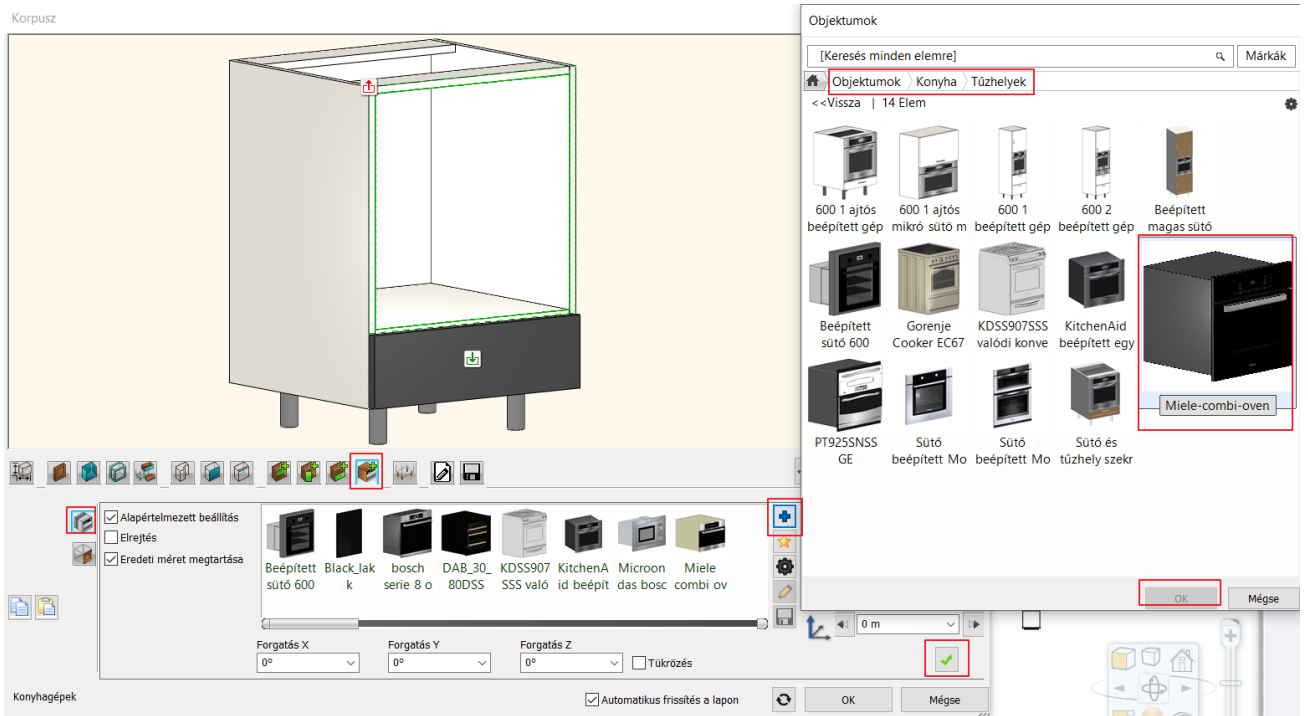 Korpusz
Objektumok
[Keresés minden elemre]
Márkák
Objektumok Konyha Tűzhelyek
<<Vissza | 14 Elem
600 1 ajtós
beépített gép
600 1 ajtós
mikró sütö m
600 1
beépített gép
600 2
beépített gép
Beépített
magas sütő
Beépített
sütő 600
Gorenje
Cooker EC67
KDSS907SSS
valódi konve
KitchenAid
beépített egy
Miele-combi-oven
PT925SNSS
GE
Sütő
beépített Mo
Sütő
beépített Mo
Sütő és
tűzhely szekr
OK
Mégse
Alapértelmezett beállítás
Elrejtés
Eredeti méret megtartása
Beépített
sütő 600
Black_lak
k
bosch
serie 8 o
DAB_30_
80DSS
KDSS907
SSS való
KitchenA
id beépít
Microon
das bosc
Miele
combi ov
0 m
Forgatás X
Forgatás Y
Forgatás Z
0°
0°
0°
Tükrözés
Konyhagépek
Automatikus frissítés a lapon
OK
Mégse